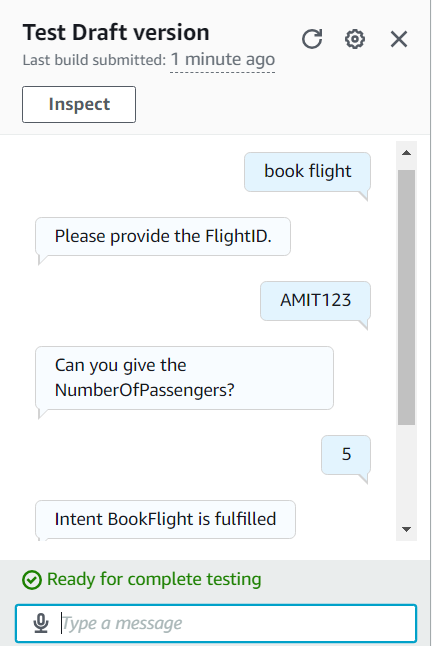 Test Draft version
Last build submitted: 1 minute ago
Inspect
book flight
Please provide the FlightID.
AMIT123
Can you give the
NumberOfPassengers?
5
Intent BookFlight is fulfilled
Ready for complete testing
Type a message